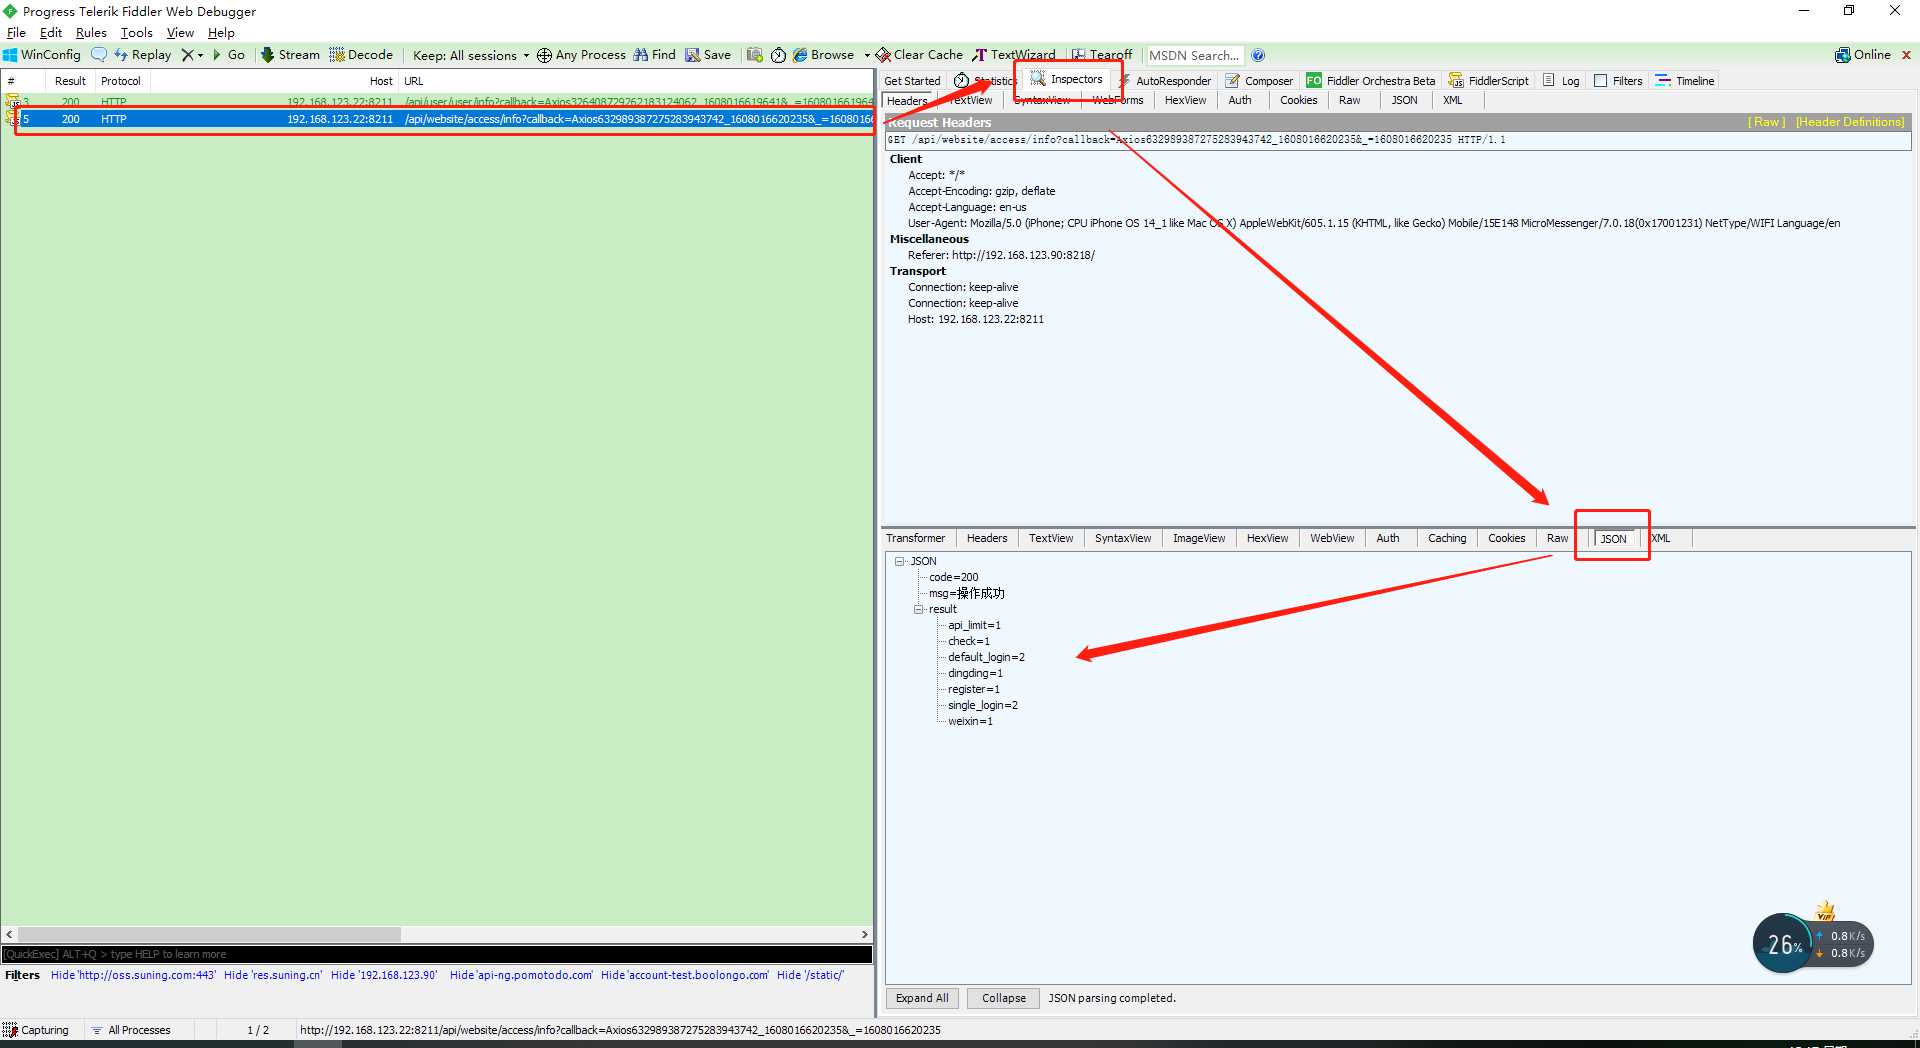 Progress Telerik Fiddler Web Debugger
File Edit Rules Tools View Help
WinConfig Replay Go Stream Decode Keep: All sessions Any Process Find Save Browse Clear Cache TextWizard Tearoff MSDN Search... Online
# Result Protocol Host URL
3 200 HTTP 192.168.123.22:8211 /api/user/user/info?callback=Axios326408729262183124062_1608016619641&_=160801661964
5 200 HTTP 192.168.123.22:8211 /api/website/access/info?callback=Axios632989387275283943742_1608016620235&_=16080166
Get Started Statistics Inspectors AutoResponder Composer FO Fiddler Orchestra Beta FiddlerScript Log Filters Timeline
Headers TextView SyntaxView WebForms HexView Auth Cookies Raw JSON XML
Request Headers [ Raw ] [Header Definitions]
GET /api/website/access/info?callback=Axios632989387275283943742_1608016620235&_=1608016620235 HTTP/1.1
Client
Accept: */*
Accept-Encoding: gzip, deflate
Accept-Language: en-us
User-Agent: Mozilla/5.0 (iPhone; CPU iPhone OS 14_1 like Mac OS X) AppleWebKit/605.1.15 (KHTML, like Gecko) Mobile/15E148 MicroMessenger/7.0.18(0x17001231) NetType/WIFI Language/en
Miscellaneous
Referer: http://192.168.123.90:8218/
Transport
Connection: keep-alive
Connection: keep-alive
Host: 192.168.123.22:8211
Transformer Headers TextView SyntaxView ImageView HexView WebView Auth Caching Cookies Raw JSON XML
JSON
code=200
msg=操作成功
result
api_limit=1
check=1
default_login=2
dingding=1
register=1
single_login=2
weixin=1
VIP
26% 0.8K/s
0.8K/s
Expand All Collapse JSON parsing completed.
[QuickExec] ALT+Q > type HELP to learn more
Filters Hide 'http://oss.suning.com:443' Hide 'res.suning.cn' Hide '192.168.123.90' Hide 'api-ng.pomotodo.com' Hide 'account-test.boolongo.com' Hide '/static/'
Capturing All Processes 1 / 2 http://192.168.123.22:8211/api/website/access/info?callback=Axios632989387275283943742_1608016620235&_=1608016620235